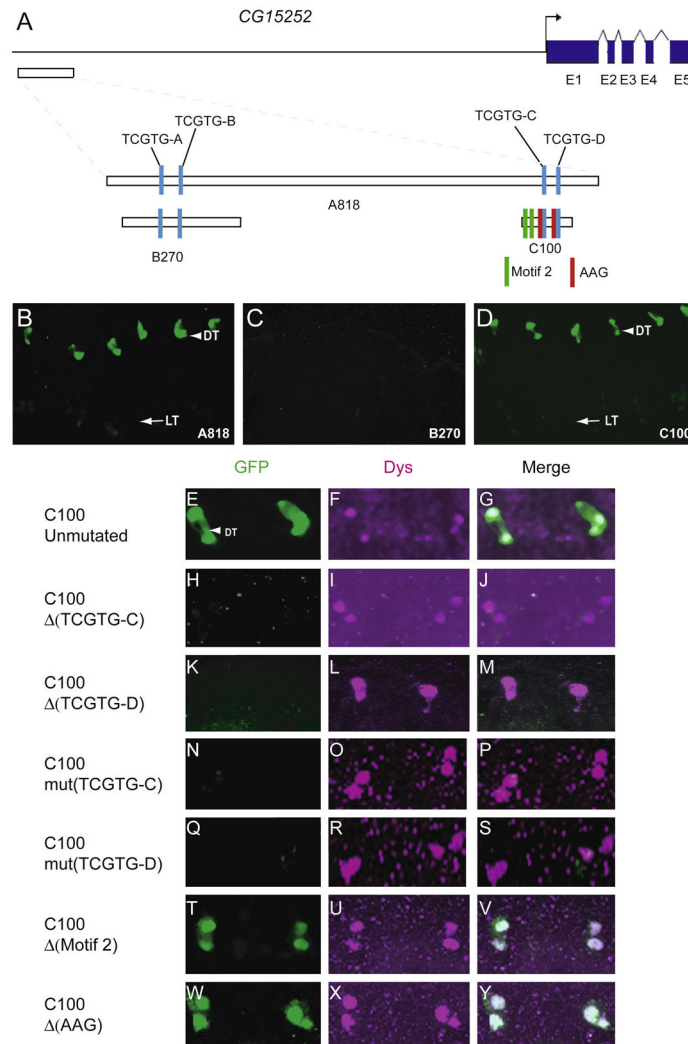 A
CG15252
E1 E2 E3 E4 E5
TCGTG-A
TCGTG-B
TCGTG-C
TCGTG-D
A818
B270
C100
Motif 2
AAG
B
DT
LT
A818
C
B270
D
DT
LT
C100
GFP Dys Merge
C100
Unmutated
E
DT
F
G
C100
Δ(TCGTG-C)
H
I
J
C100
Δ(TCGTG-D)
K
L
M
C100
mut(TCGTG-C)
N
O
P
C100
mut(TCGTG-D)
Q
R
S
C100
Δ(Motif 2)
T
U
V
C100
Δ(AAG)
W
X
Y